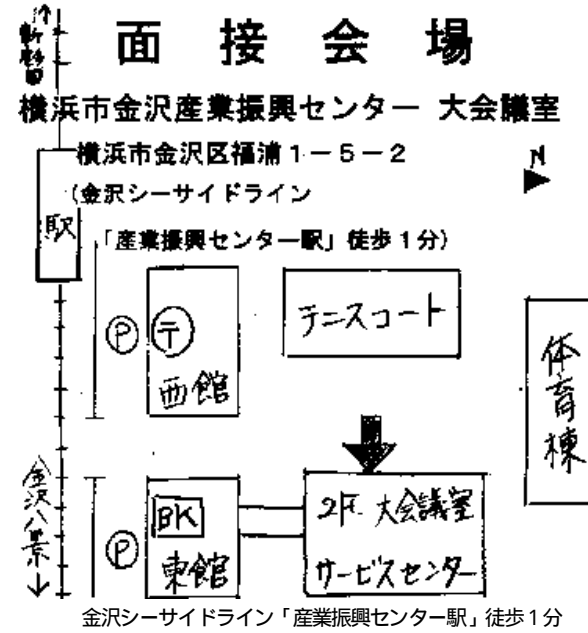 ↑新杉田
面接会場
横浜市金沢産業振興センター 大会議室
横浜市金沢区福浦1-5-2
(金沢シーサイドライン
「産業振興センター駅」徒歩1分)
N
駅
P
〒
西館
テニスコート
体育棟
P
BK
東館
2F. 大会議室
サービスセンター
金沢八景→
金沢シーサイドライン「産業振興センター駅」徒歩1分